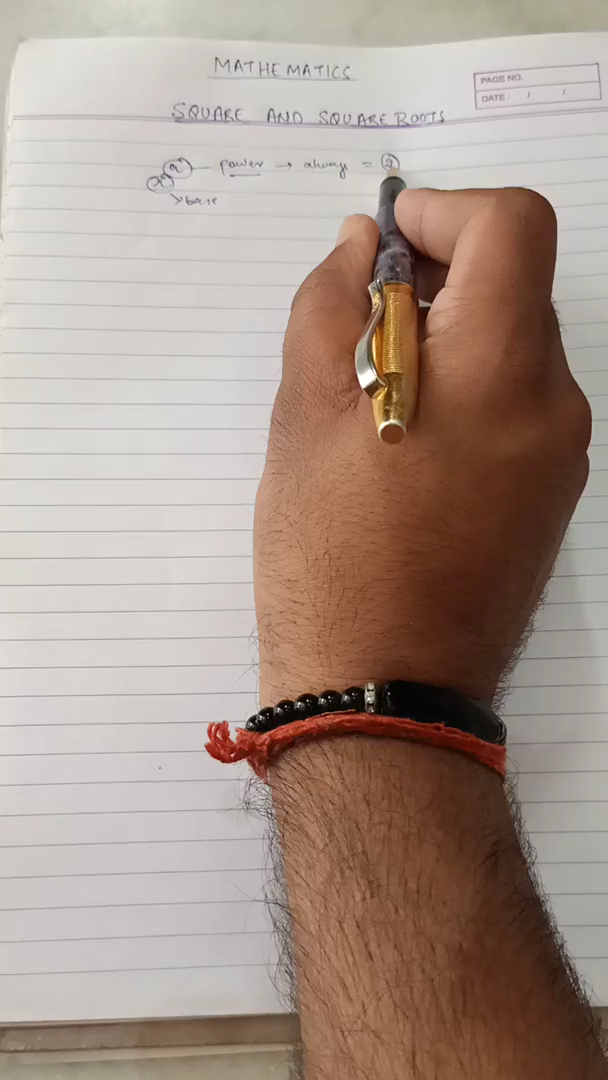 MATHEMATICS
PAGE NO.
DATE: / /
SQUARE AND SQUARE ROOTS
power → always = 2
base